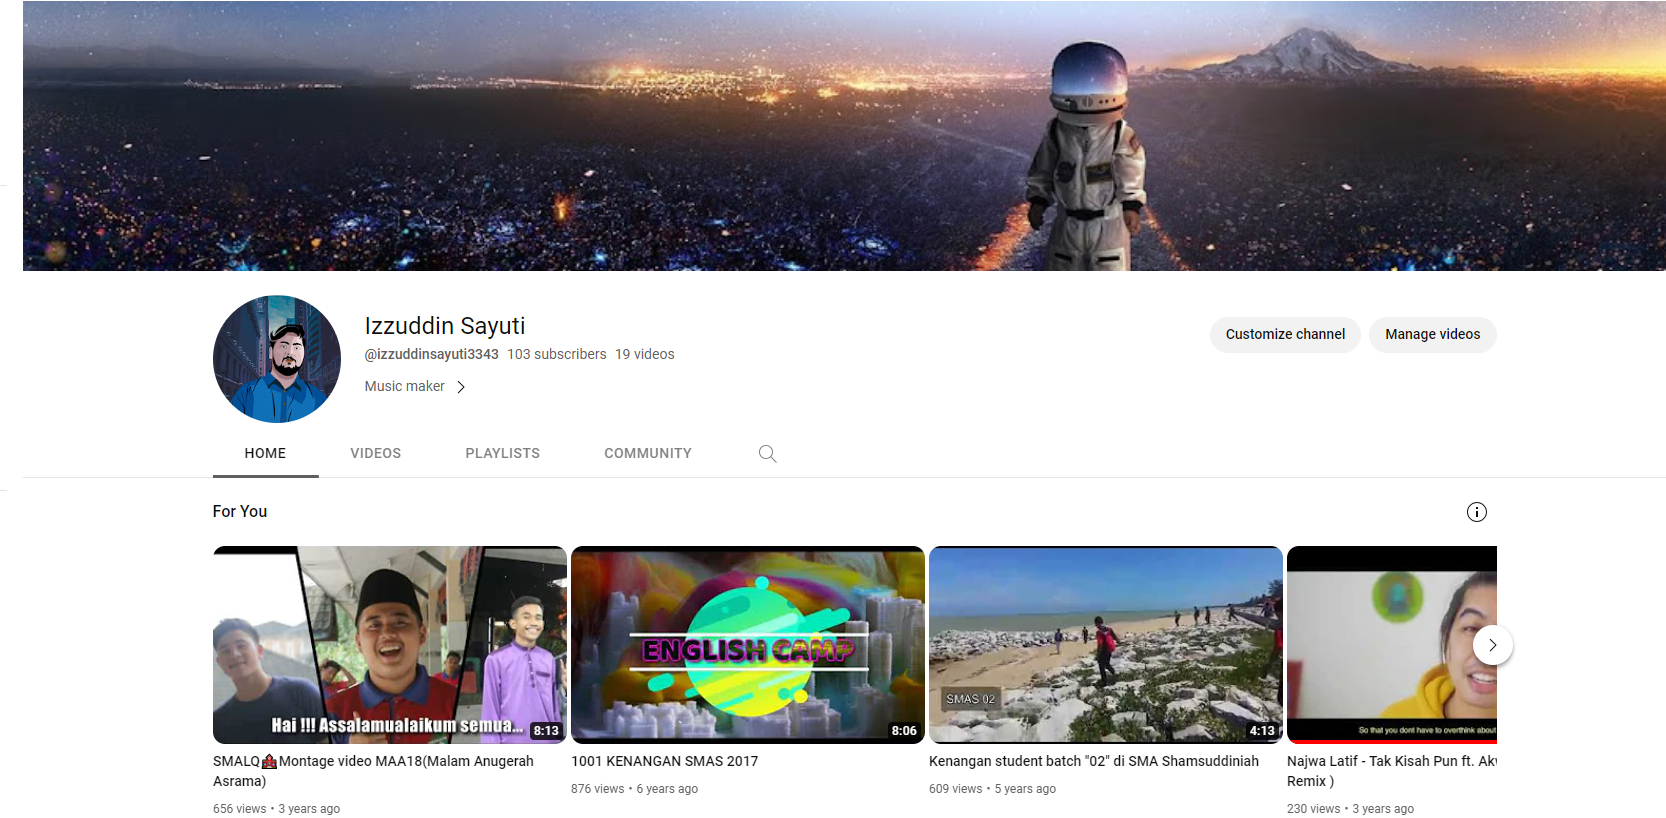 Izzuddin Sayuti
@izzuddinsayuti3343 103 subscribers 19 videos
Music maker
Customize channel
Manage videos
HOME
VIDEOS
PLAYLISTS
COMMUNITY
For You
Hai !!! Assalamualaikum semua...
8:13
SMALQ🏫Montage video MAA18(Malam Anugerah
Asrama)
656 views • 3 years ago
ENGLISH CAMP
8:06
1001 KENANGAN SMAS 2017
876 views • 6 years ago
SMAS 02
4:13
Kenangan student batch "02" di SMA Shamsuddiniah
609 views • 5 years ago
So that you dont have to overthink about
Najwa Latif - Tak Kisah Pun ft.
Remix )
230 views • 3 years ago